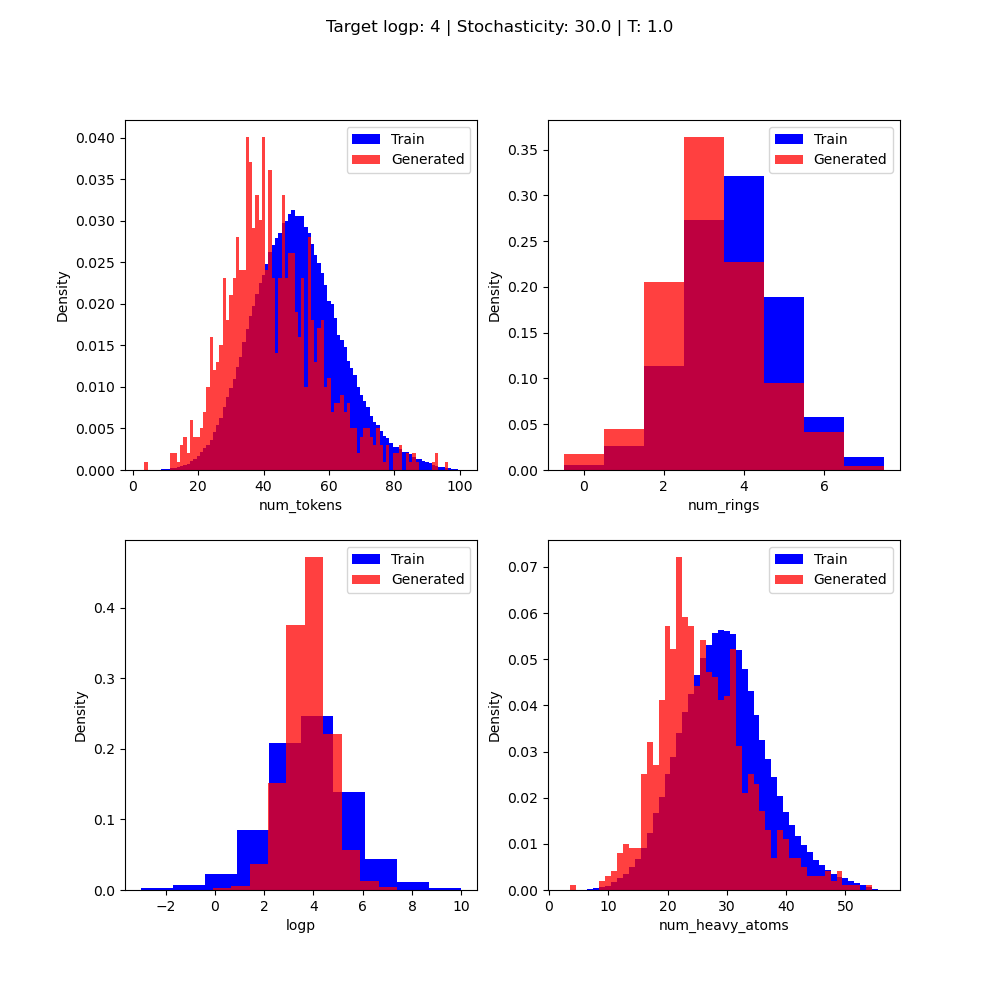 Target logp: 4 | Stochasticity: 30.0 | T: 1.0
Train
Generated
0.040
0.035
0.030
0.025
0.020
0.015
0.010
0.005
0.000
Density
0 20 40 60 80 100
num_tokens
Train
Generated
0.35
0.30
0.25
0.20
0.15
0.10
0.05
0.00
Density
0 2 4 6
num_rings
Train
Generated
0.4
0.3
0.2
0.1
0.0
Density
−2 0 2 4 6 8 10
logp
Train
Generated
0.07
0.06
0.05
0.04
0.03
0.02
0.01
0.00
Density
0 10 20 30 40 50
num_heavy_atoms